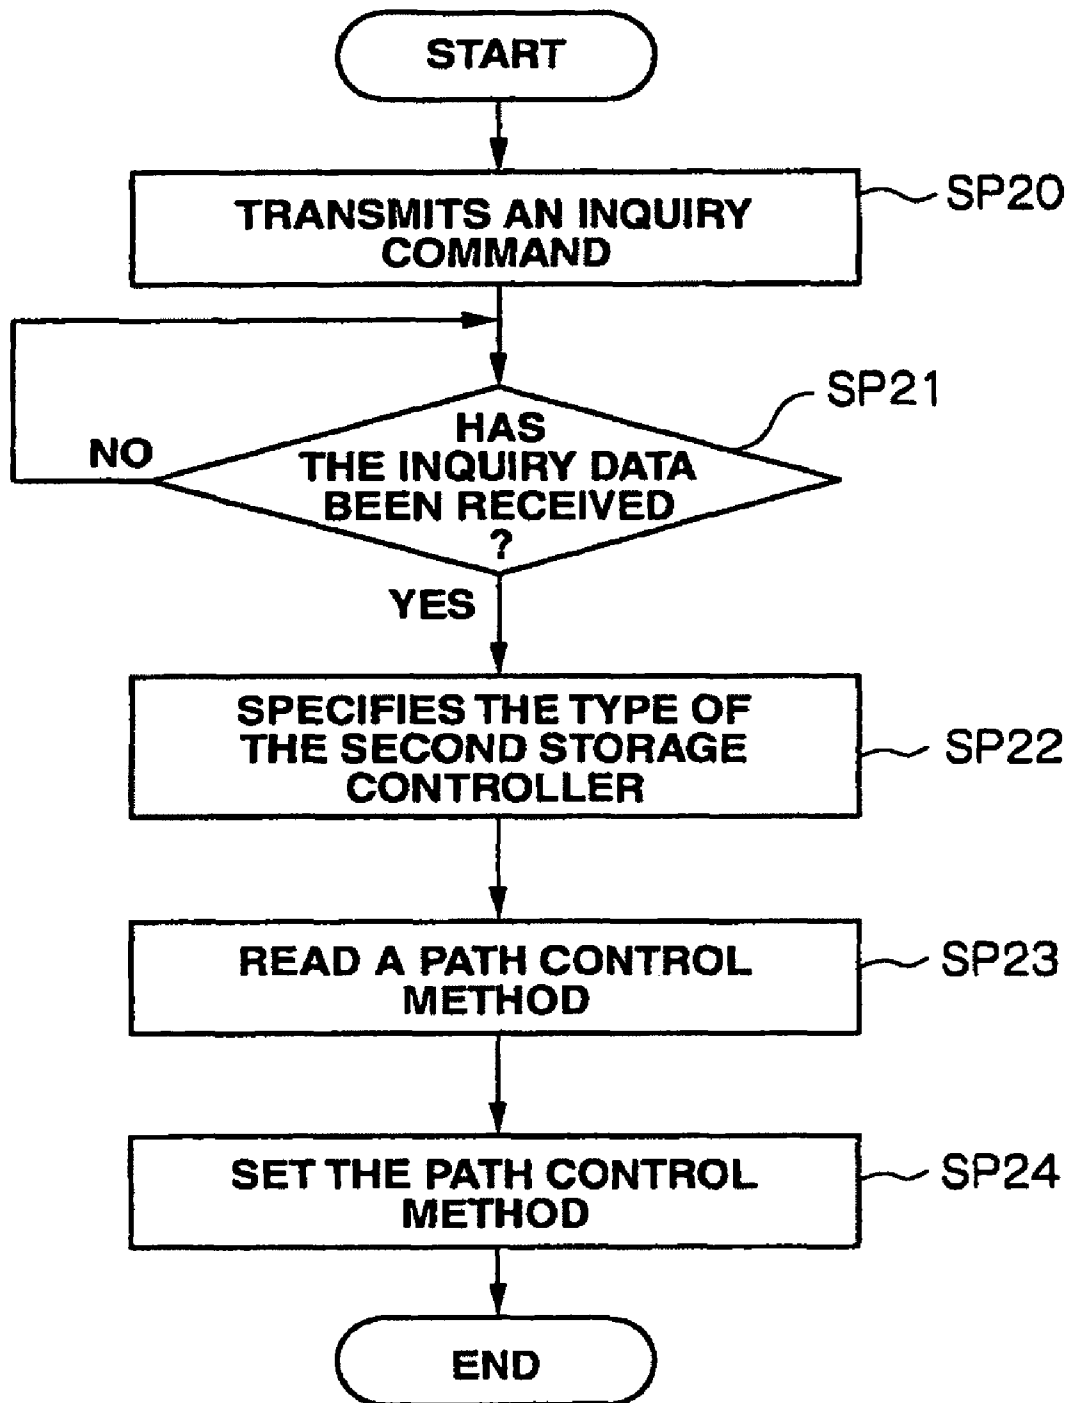 START
TRANSMITS AN INQUIRY
COMMAND
SP20
HAS
THE INQUIRY DATA
BEEN RECEIVED
?
SP21
NO
YES
SPECIFIES THE TYPE OF
THE SECOND STORAGE
CONTROLLER
SP22
READ A PATH CONTROL
METHOD
SP23
SET THE PATH CONTROL
METHOD
SP24
END